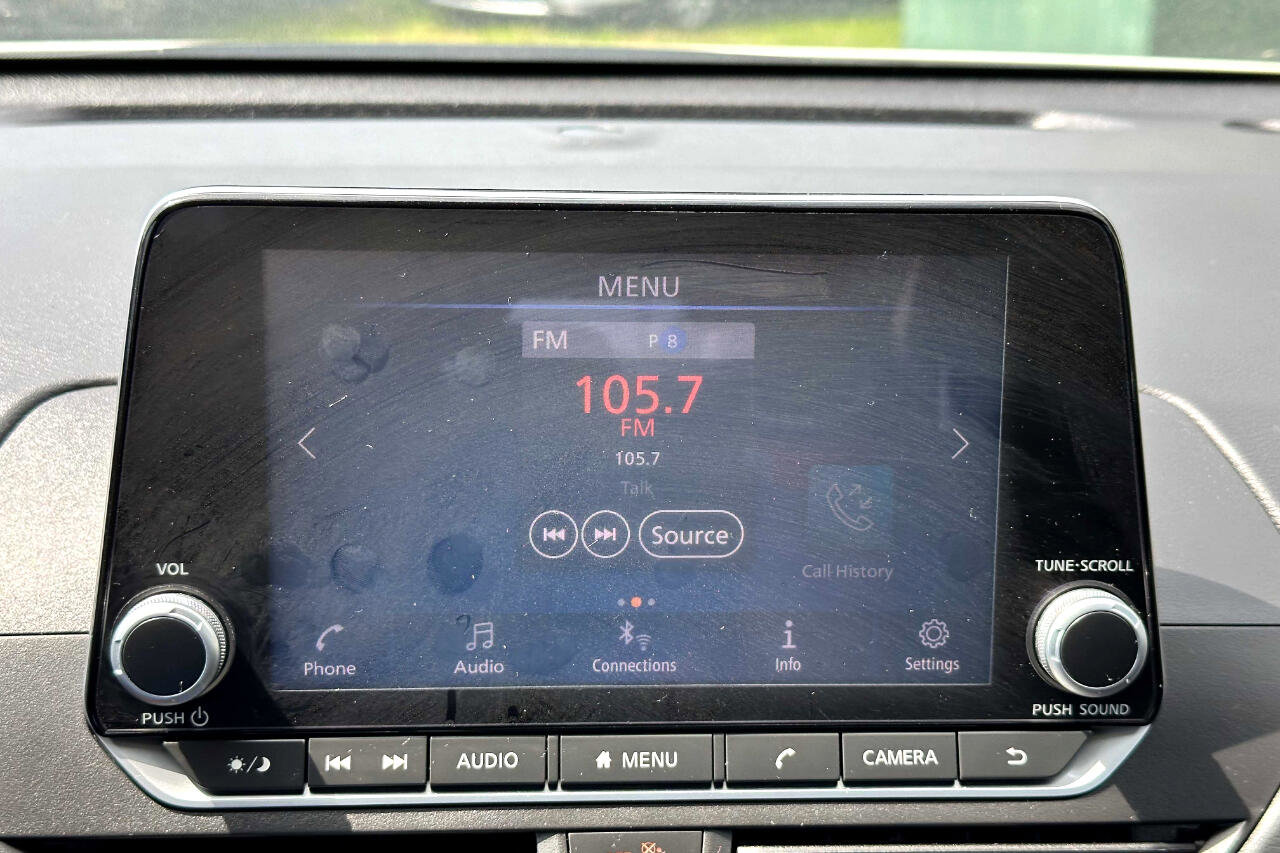 MENU
FM P 8
105.7
FM
105.7
Talk
Source
Call History
VOL
TUNE·SCROLL
Phone Audio Connections Info Settings
PUSH
PUSH SOUND
AUDIO MENU CAMERA